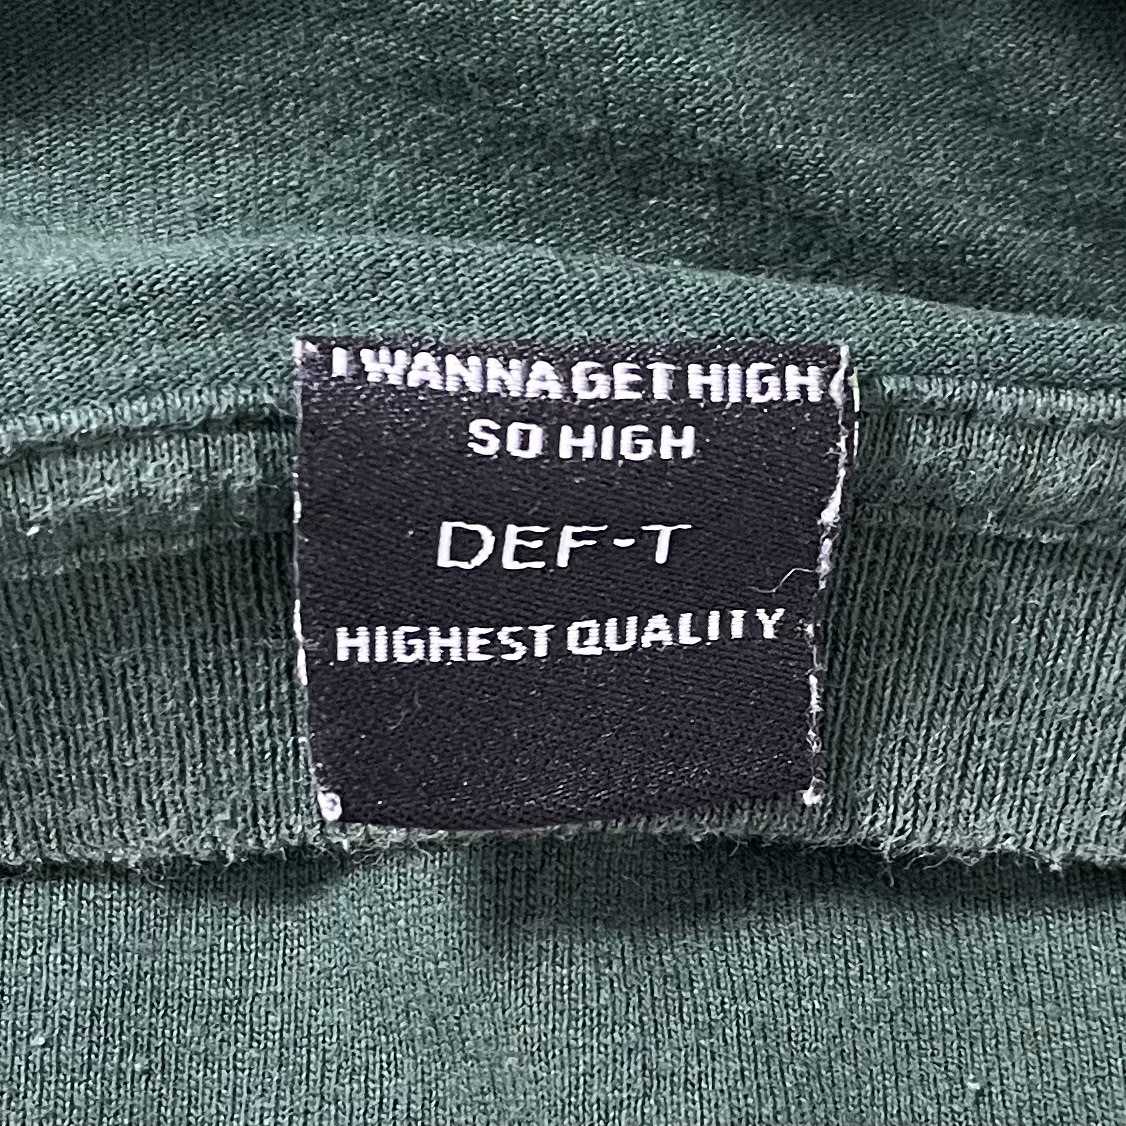 I WANNA GET HIGH
SO HIGH
DEF-T
HIGHEST QUALITY